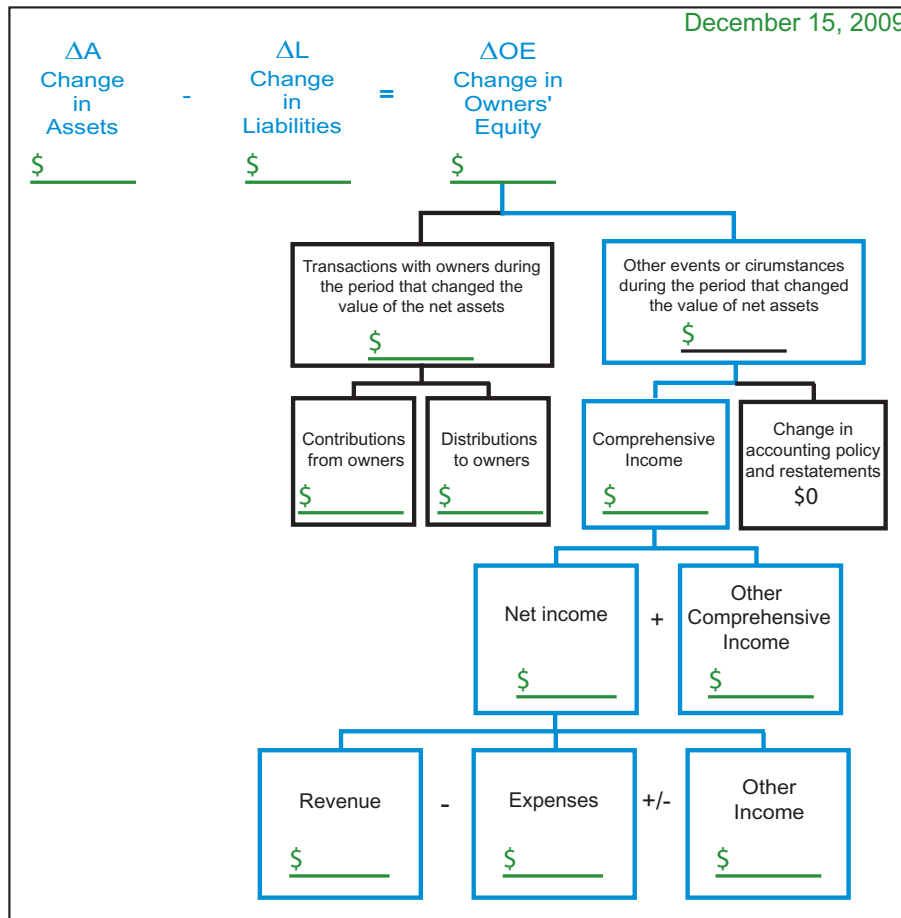 December 15, 2009
ΔA - ΔL = ΔOE
Change in Assets
Change in Liabilities
Change in Owners' Equity
$ $ $
Transactions with owners during
the period that changed the
value of the net assets
$
Other events or cirumstances
during the period that changed
the value of net assets
$
Contributions
from owners
$
Distributions
to owners
$
Comprehensive
Income
$
Change in
accounting policy
and restatements
$0
Net income
$
+
Other
Comprehensive
Income
$
Revenue
$
-
Expenses
$
+/-
Other
Income
$